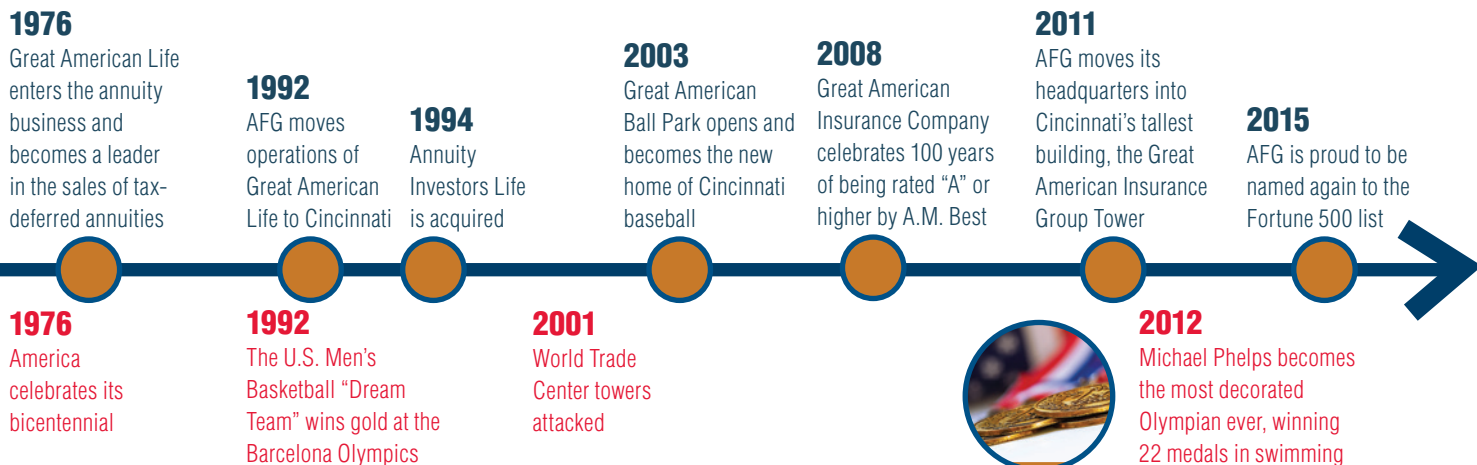 1976
Great American Life
enters the annuity
business and
becomes a leader
in the sales of tax-
deferred annuities
1992
AFG moves
operations of
Great American
Life to Cincinnati
1994
Annuity
Investors Life
is acquired
2003
Great American
Ball Park opens and
becomes the new
home of Cincinnati
baseball
2008
Great American
Insurance Company
celebrates 100 years
of being rated “A” or
higher by A.M. Best
2011
AFG moves its
headquarters into
Cincinnati’s tallest
building, the Great
American Insurance
Group Tower
2015
AFG is proud to be
named again to the
Fortune 500 list
1976
America
celebrates its
bicentennial
1992
The U.S. Men’s
Basketball “Dream
Team” wins gold at the
Barcelona Olympics
2001
World Trade
Center towers
attacked
2012
Michael Phelps becomes
the most decorated
Olympian ever, winning
22 medals in swimming